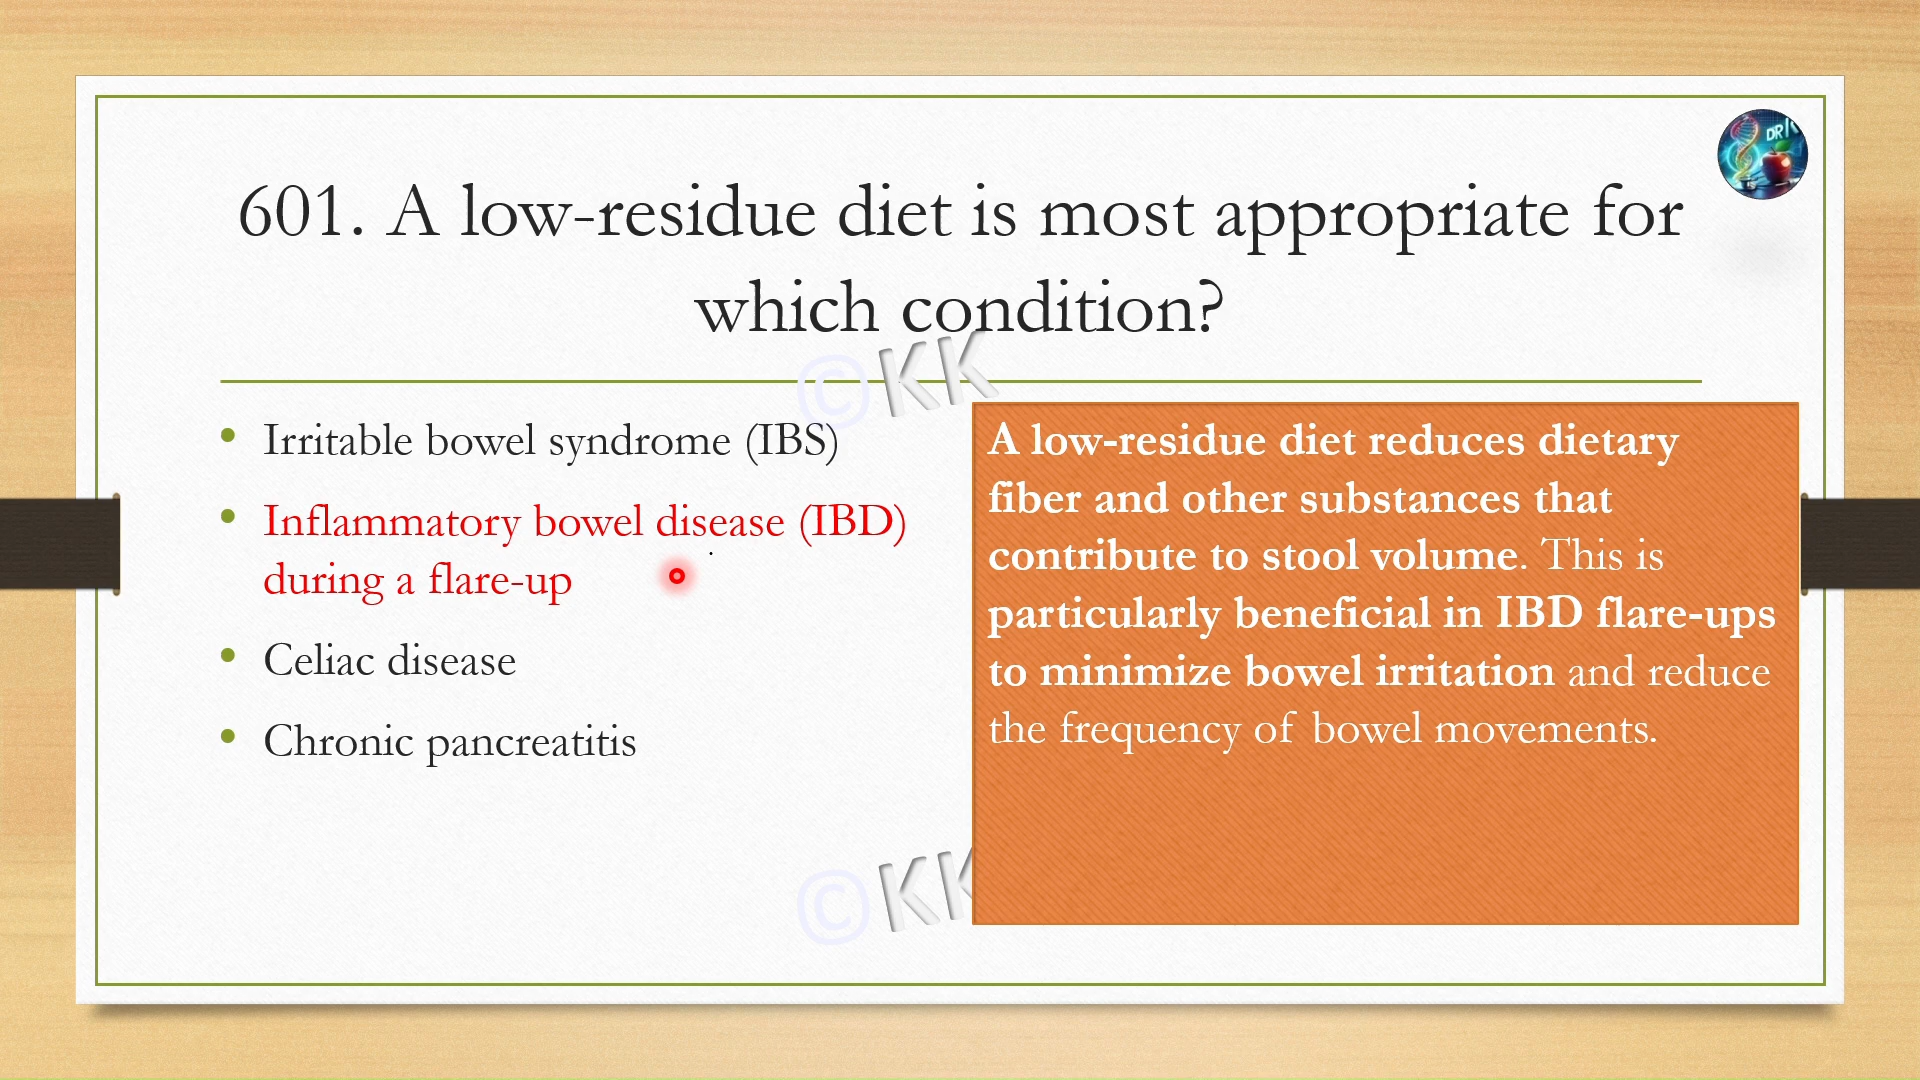 601. A low-residue diet is most appropriate for
which condition?
©KK
• Irritable bowel syndrome (IBS)
• Inflammatory bowel disease (IBD)
during a flare-up
• Celiac disease
• Chronic pancreatitis
A low-residue diet reduces dietary
fiber and other substances that
contribute to stool volume. This is
particularly beneficial in IBD flare-ups
to minimize bowel irritation and reduce
the frequency of bowel movements.
©KK
DR